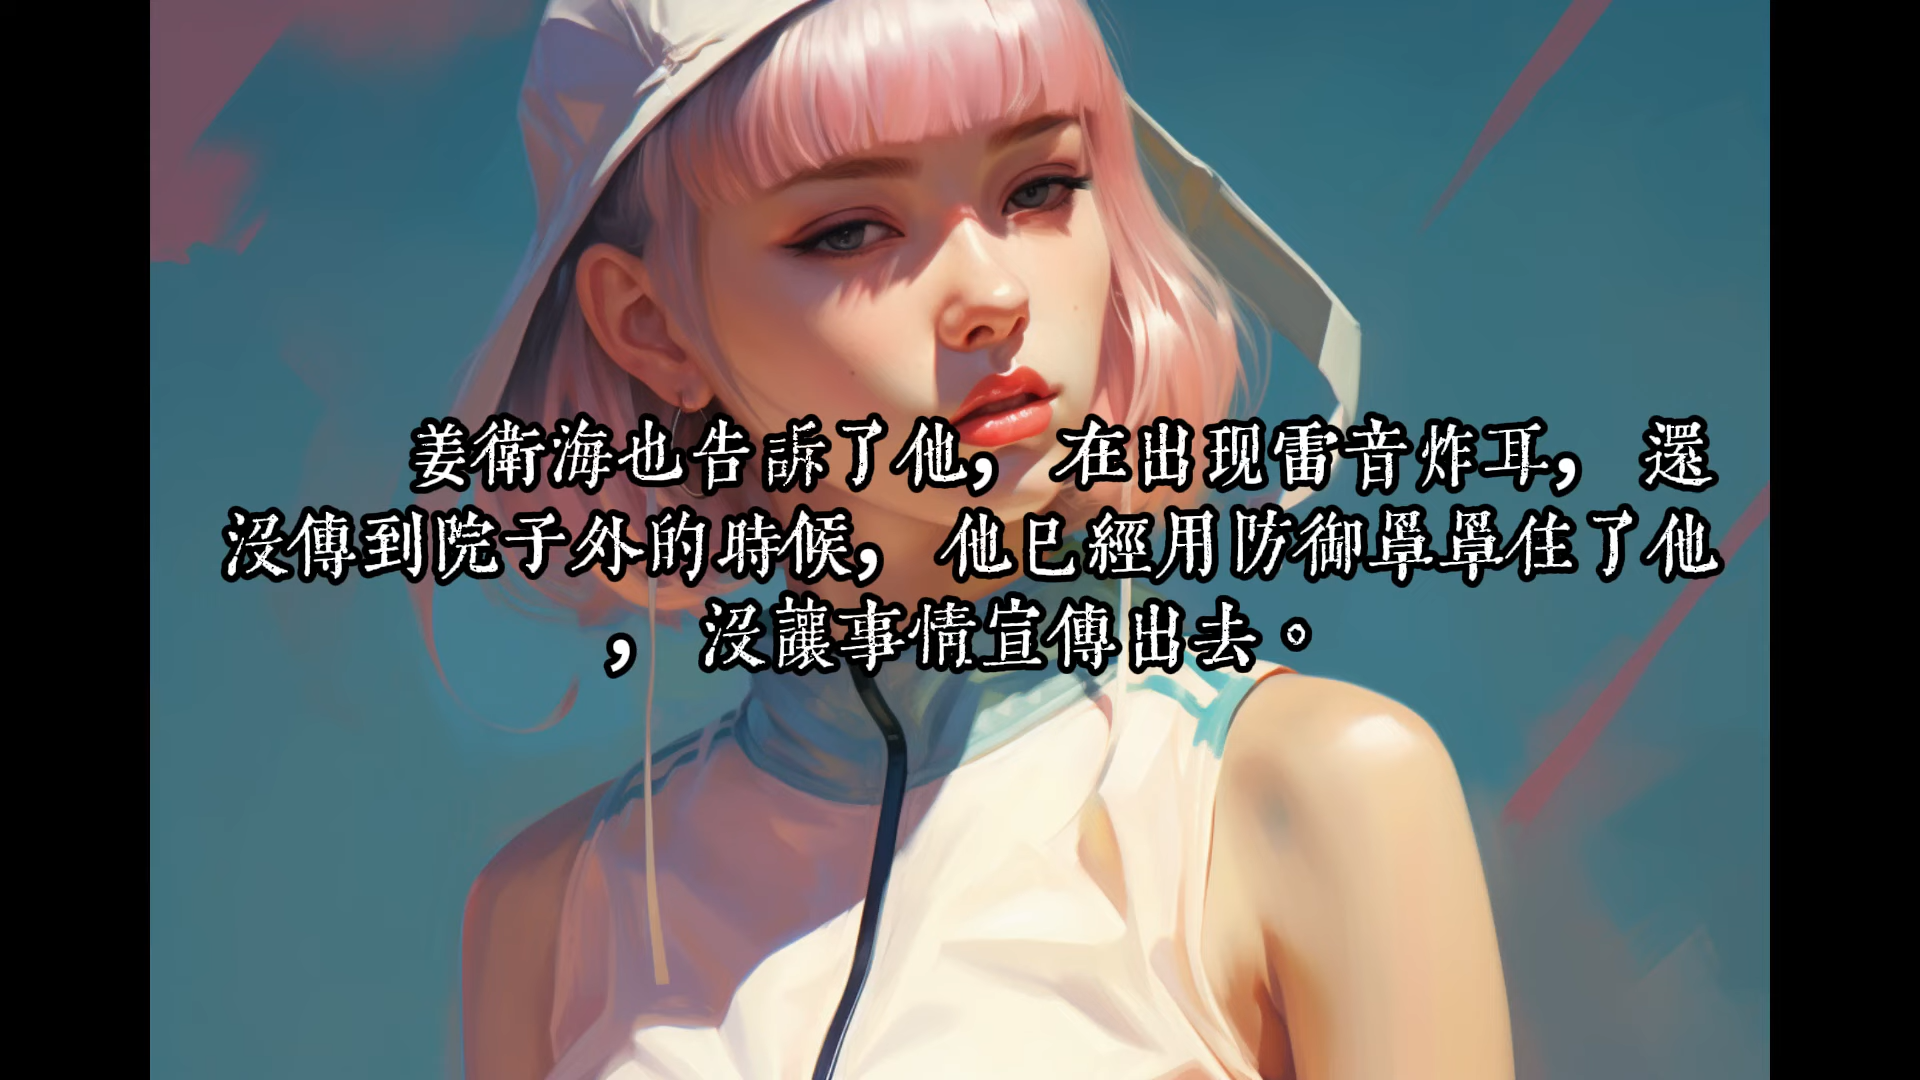 姜衛海也告訴了他, 在出现雷音炸耳, 還
沒傳到院子外的時候, 他已經用防御罩罩住了他
, 沒讓事情宣傳出去。